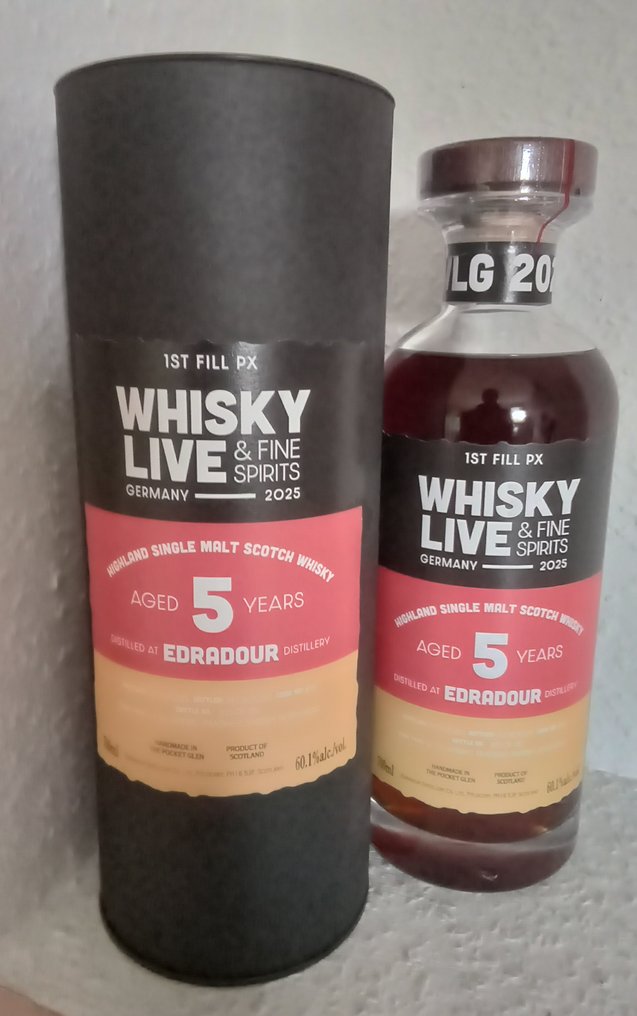 1ST FILL PX
WHISKY
LIVE & FINE
SPIRITS
GERMANY 2025
HIGHLAND SINGLE MALT SCOTCH WHISKY
AGED 5 YEARS
DISTILLED AT EDRADOUR DISTILLERY
HANDMADE IN
THE POCKET GLEN
PRODUCT OF
SCOTLAND
60.1%alc./vol.
VLG 202
1ST FILL PX
WHISKY
LIVE & FINE
SPIRITS
GERMANY 2025
HIGHLAND SINGLE MALT SCOTCH WHISKY
AGED 5 YEARS
DISTILLED AT EDRADOUR DISTILLERY
HANDMADE IN
THE POCKET GLEN
PRODUCT OF
SCOTLAND